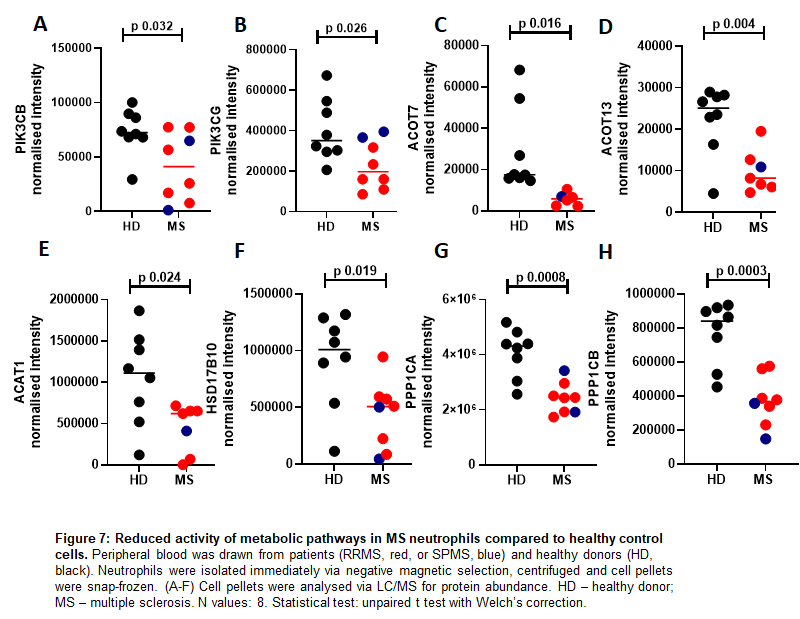 A
B
C
D
p 0.032
p 0.026
p 0.016
p 0.004
PIK3CB
normalised intensity
150000
100000
50000
0
HD
MS
PIK3CG
normalised intensity
800000
600000
400000
200000
0
HD
MS
ACOT7
normalised intensity
80000
60000
40000
20000
0
HD
MS
ACOT13
normalised intensity
40000
30000
20000
10000
0
HD
MS
E
F
G
H
p 0.024
p 0.019
p 0.0008
p 0.0003
ACAT1
normalised intensity
2000000
1500000
1000000
500000
0
HD
MS
HSD17B10
normalised intensity
1500000
1000000
500000
0
HD
MS
PPP1CA
normalised intensity
6×10⁶
4×10⁶
2×10⁶
0
HD
MS
PPP1CB
normalised intensity
1000000
800000
600000
400000
200000
0
HD
MS
Figure 7: Reduced activity of metabolic pathways in MS neutrophils compared to healthy control
cells. Peripheral blood was drawn from patients (RRMS, red, or SPMS, blue) and healthy donors (HD,
black). Neutrophils were isolated immediately via negative magnetic selection, centrifuged and cell pellets
were snap-frozen. (A-F) Cell pellets were analysed via LC/MS for protein abundance. HD – healthy donor;
MS – multiple sclerosis. N values: 8. Statistical test: unpaired t test with Welch's correction.